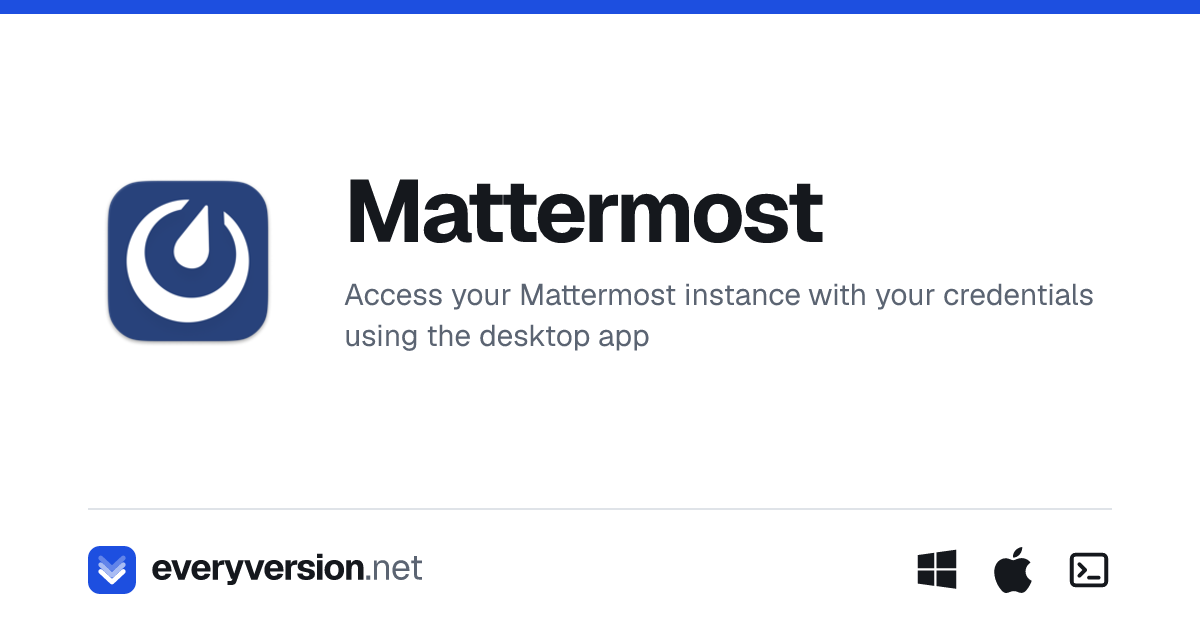 Mattermost
Access your Mattermost instance with your credentials
using the desktop app
everyversion.net